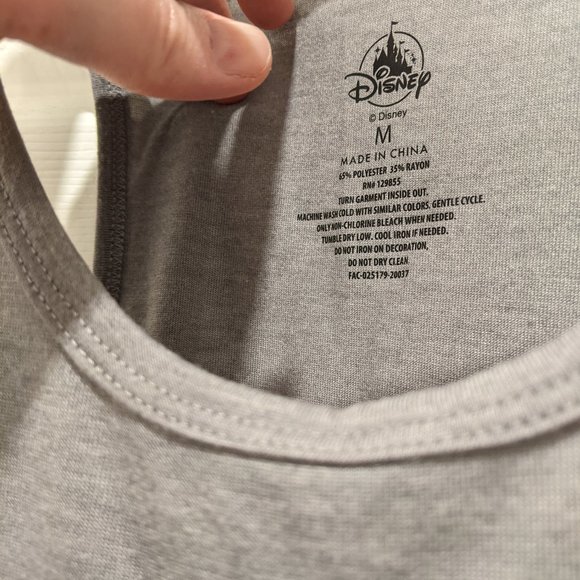 Disney
© Disney
M
MADE IN CHINA
65% POLYESTER 35% RAYON
RN# 129855
TURN GARMENT INSIDE OUT.
MACHINE WASH COLD WITH SIMILAR COLORS. GENTLE CYCLE.
ONLY NON-CHLORINE BLEACH WHEN NEEDED.
TUMBLE DRY LOW. COOL IRON IF NEEDED.
DO NOT IRON ON DECORATION,
DO NOT DRY CLEAN.
FAC-025179-20037